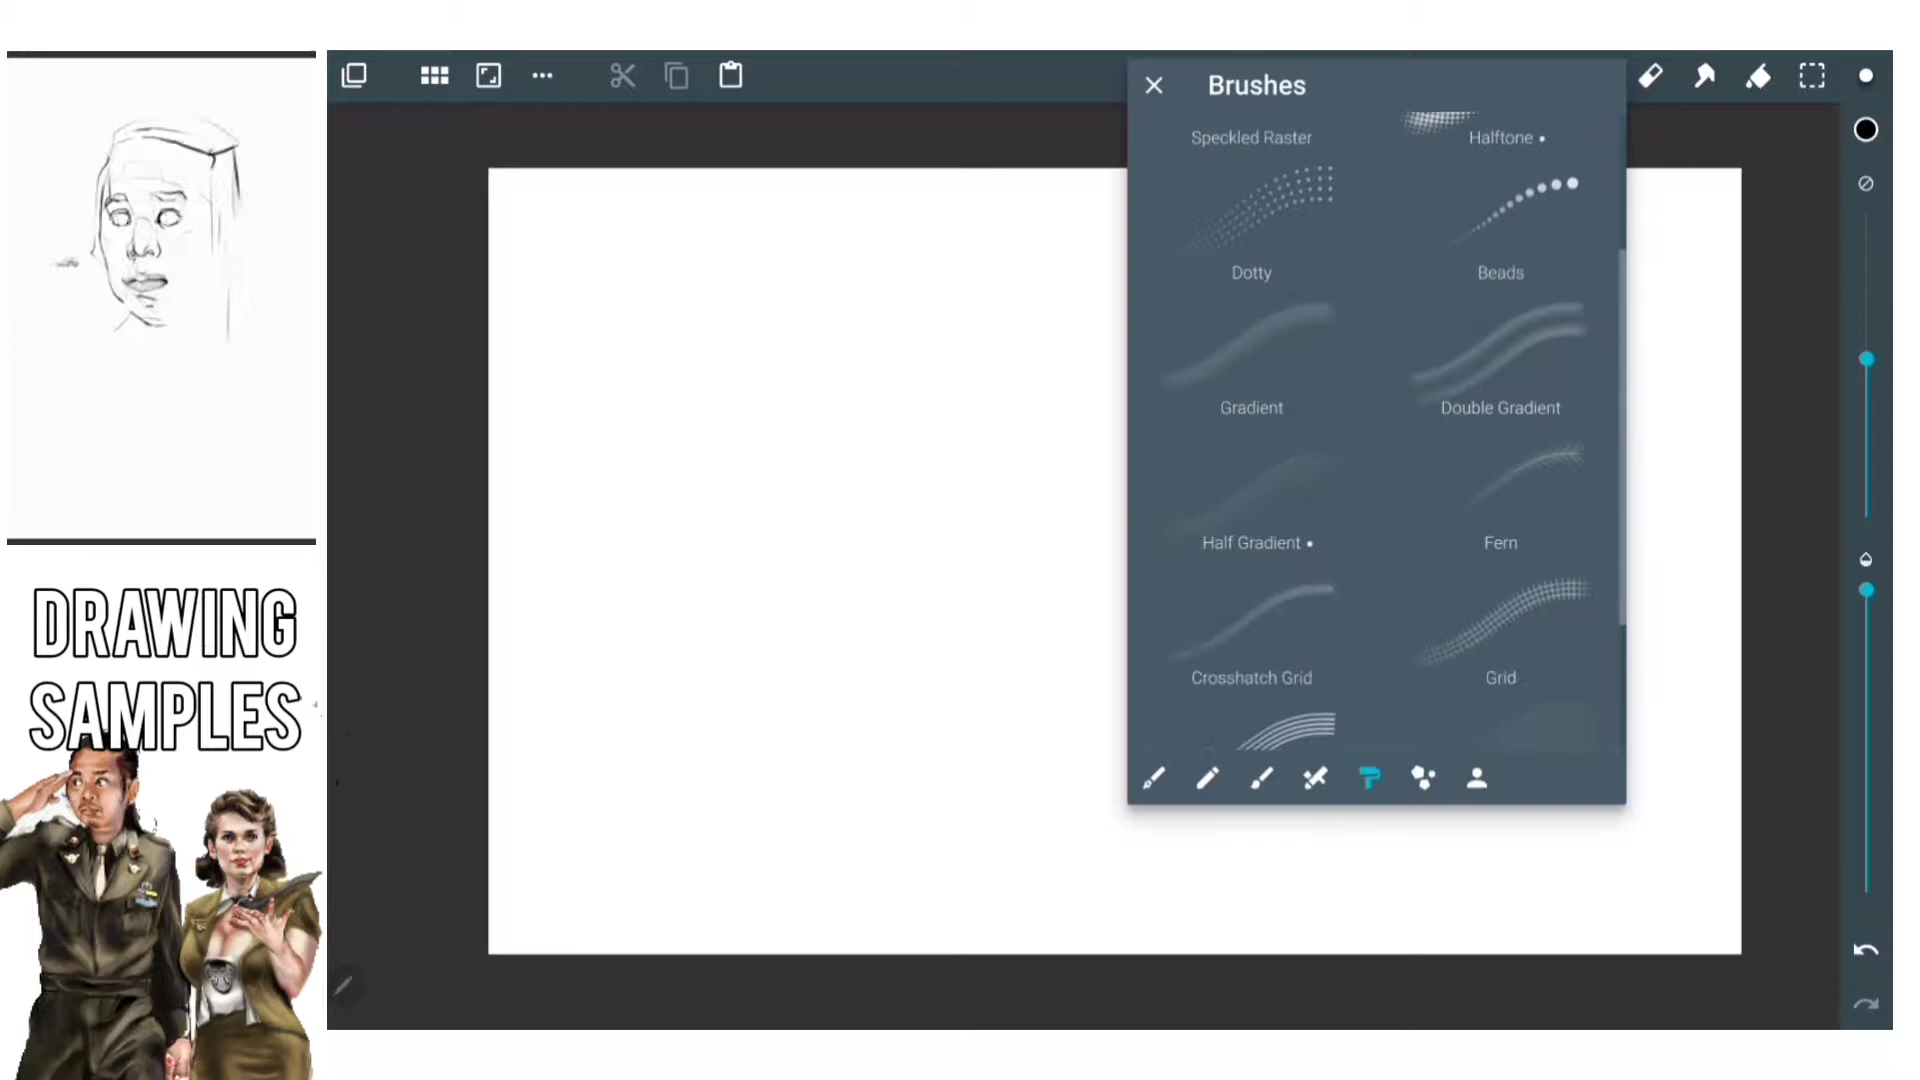 Brushes
Speckled Raster
Halftone •
Dotty
Beads
Gradient
Double Gradient
Half Gradient •
Fern
Crosshatch Grid
Grid
DRAWING
SAMPLES